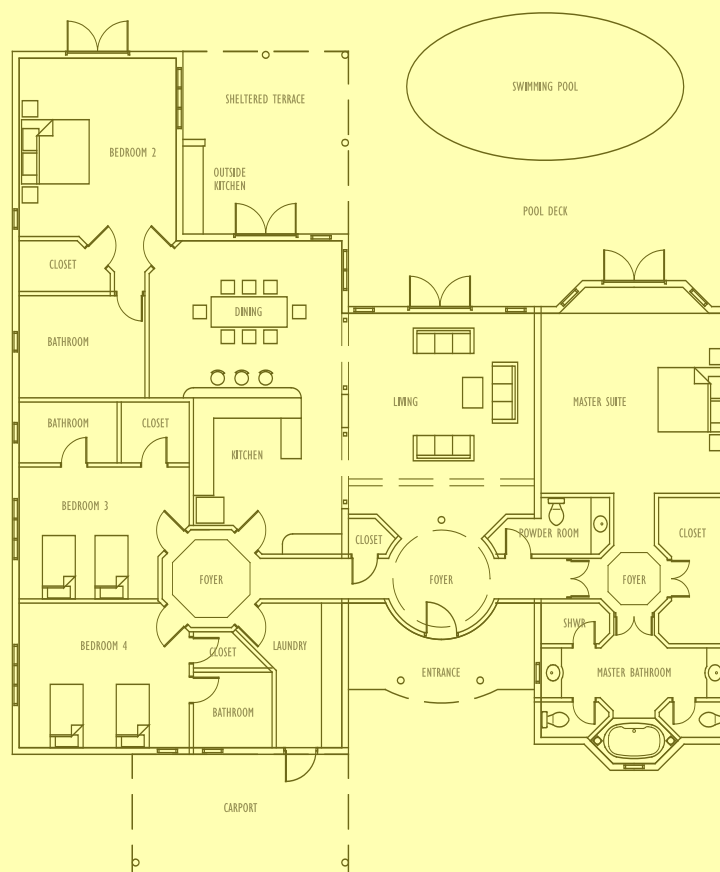 SWIMMING POOL
SHELTERED TERRACE
BEDROOM 2
OUTSIDE
KITCHEN
POOL DECK
CLOSET
DINING
BATHROOM
LIVING
MASTER SUITE
BATHROOM
CLOSET
KITCHEN
BEDROOM 3
POWDER ROOM
CLOSET
CLOSET
FOYER
FOYER
FOYER
SHWR
BEDROOM 4
CLOSET
LAUNDRY
ENTRANCE
MASTER BATHROOM
BATHROOM
CARPORT